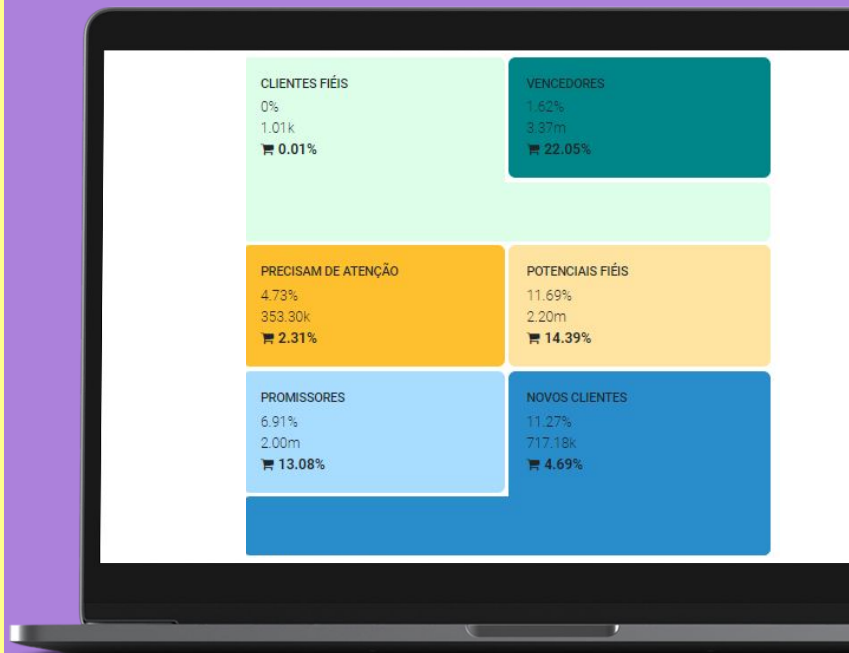 CLIENTES FIÉIS
0%
1.01k
0.01%
VENCEDORES
1.62%
3.37m
22.05%
PRECISAM DE ATENÇÃO
4.73%
353.30k
2.31%
POTENCIAIS FIÉIS
11.69%
2.20m
14.39%
PROMISSORES
6.91%
2.00m
13.08%
NOVOS CLIENTES
11.27%
717.18k
4.69%